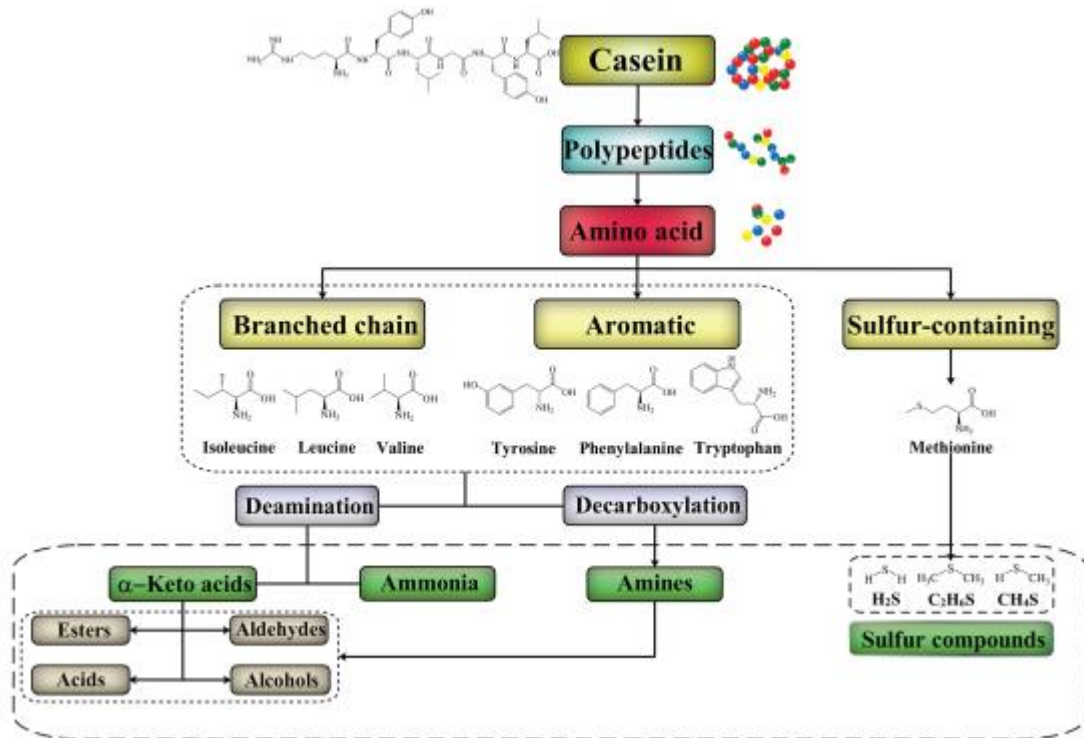 Casein
Polypeptides
Amino acid
Branched chain
Aromatic
Sulfur-containing
Isoleucine
Leucine
Valine
Tyrosine
Phenylalanine
Tryptophan
Methionine
Deamination
Decarboxylation
α-Keto acids
Ammonia
Amines
H2S
C2H6S
CH4S
Esters
Aldehydes
Sulfur compounds
Acids
Alcohols